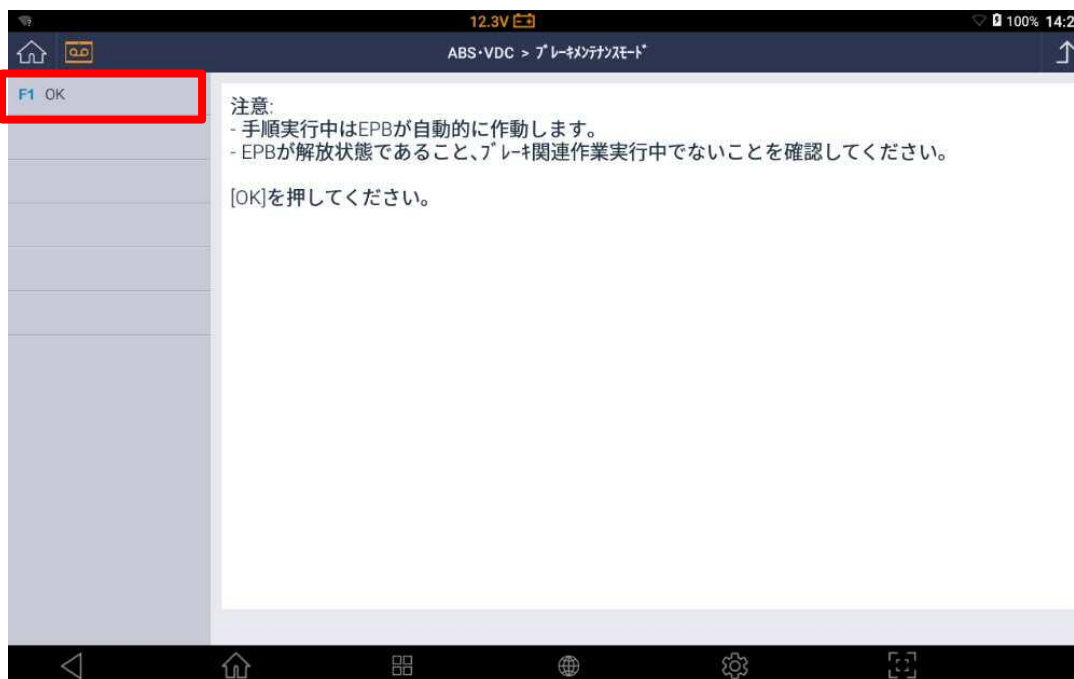 12.3V
100% 14:2
ABS･VDC > ﾌﾞﾚｰｷﾒﾝﾃﾅﾝｽﾓｰﾄﾞ
F1 OK
注意:
- 手順実行中はEPBが自動的に作動します。
- EPBが解放状態であること、ﾌﾞﾚｰｷ関連作業実行中でないことを確認してください。
[OK]を押してください。